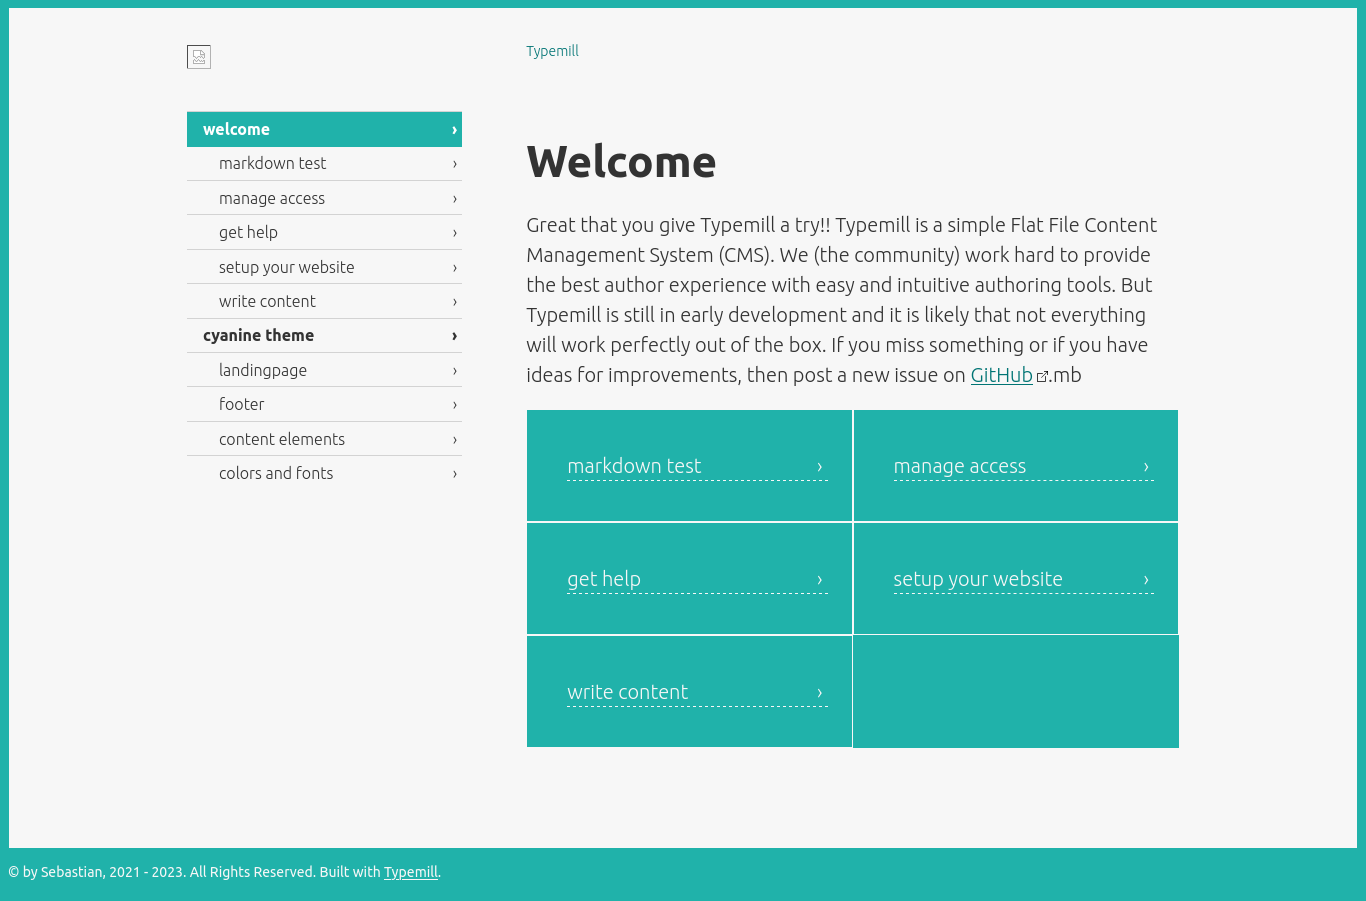 Typemill
welcome ›
markdown test ›
manage access ›
get help ›
setup your website ›
write content ›
cyanine theme ›
landingpage ›
footer ›
content elements ›
colors and fonts ›
Welcome
Great that you give Typemill a try!! Typemill is a simple Flat File Content
Management System (CMS). We (the community) work hard to provide
the best author experience with easy and intuitive authoring tools. But
Typemill is still in early development and it is likely that not everything
will work perfectly out of the box. If you miss something or if you have
ideas for improvements, then post a new issue on GitHub .mb
markdown test ›
manage access ›
get help ›
setup your website ›
write content ›
© by Sebastian, 2021 - 2023. All Rights Reserved. Built with Typemill.